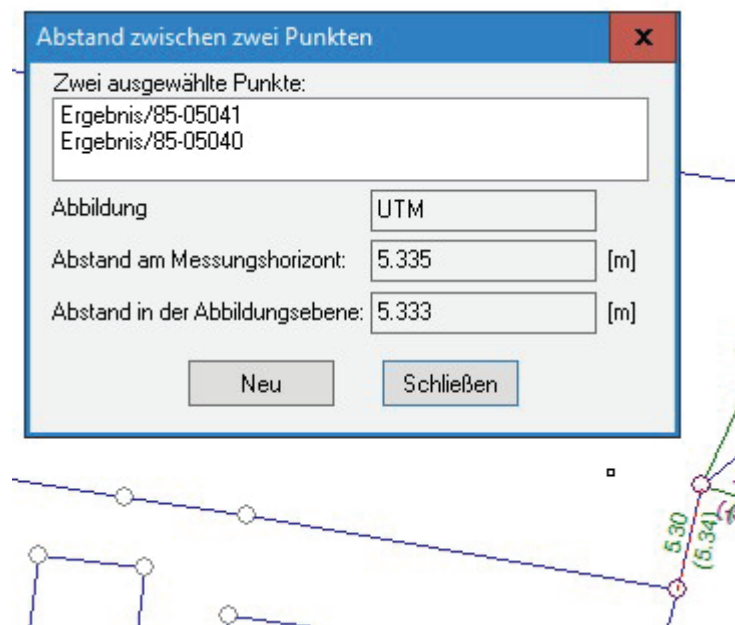 Abstand zwischen zwei Punkten
Zwei ausgewählte Punkte:
Ergebnis/85-05041
Ergebnis/85-05040
Abbildung UTM
Abstand am Messungshorizont: 5.335 [m]
Abstand in der Abbildungsebene: 5.333 [m]
Neu Schließen
5.30
(5.34)